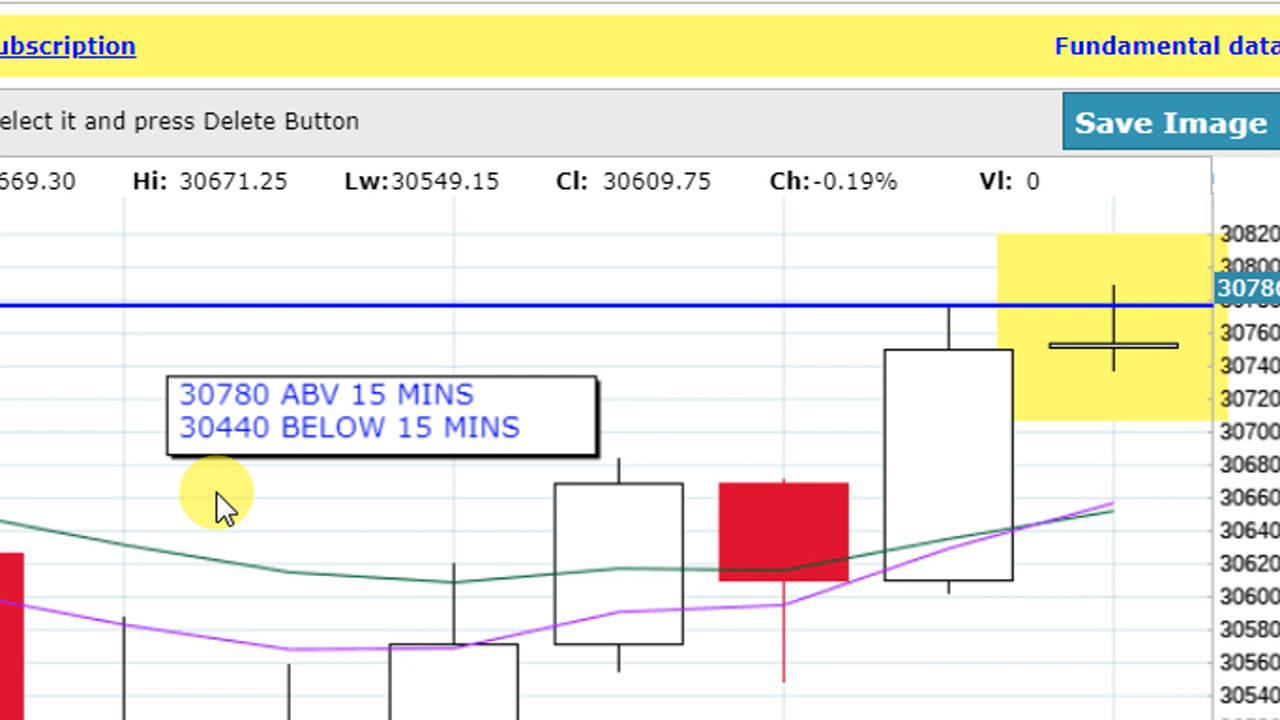 ubscription
Fundamental data
elect it and press Delete Button
Save Image
669.30 Hi: 30671.25 Lw:30549.15 Cl: 30609.75 Ch:-0.19% Vl: 0
30820
30800
30786
30760
30740
30720
30700
30680
30660
30640
30620
30600
30580
30560
30540
30780 ABV 15 MINS
30440 BELOW 15 MINS